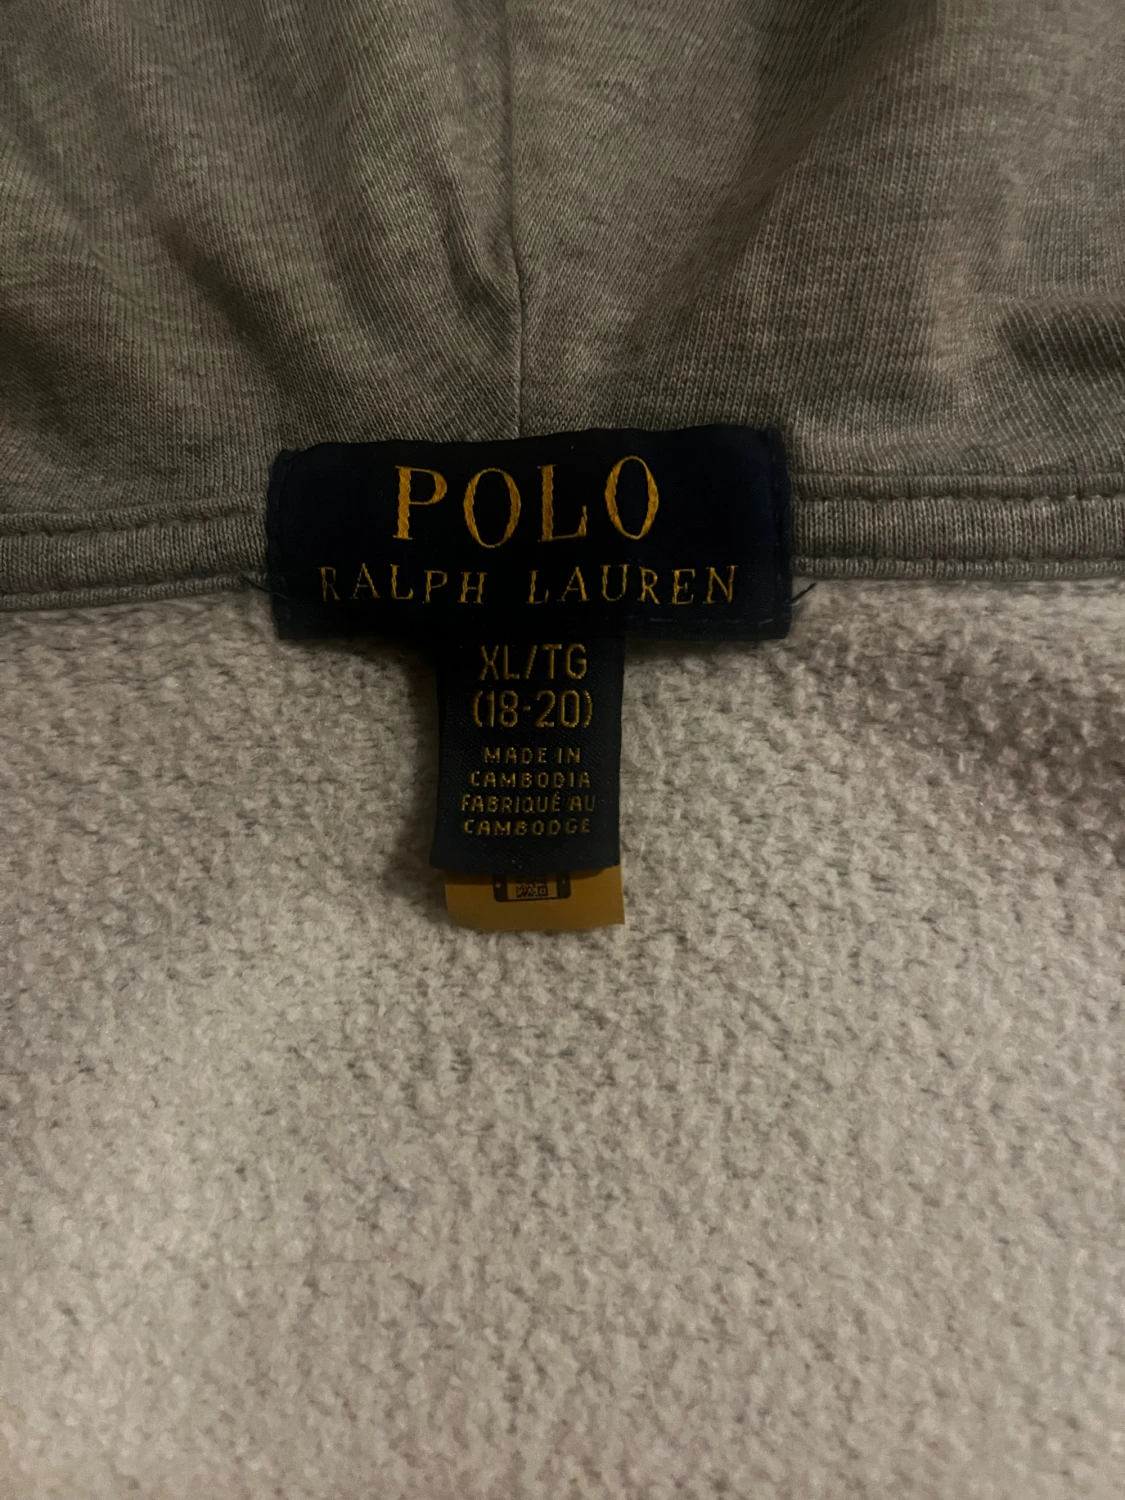 POLO
RALPH LAUREN
XL/TG
(18-20)
MADE IN
CAMBODIA
FABRIQUÉ AU
CAMBODGE